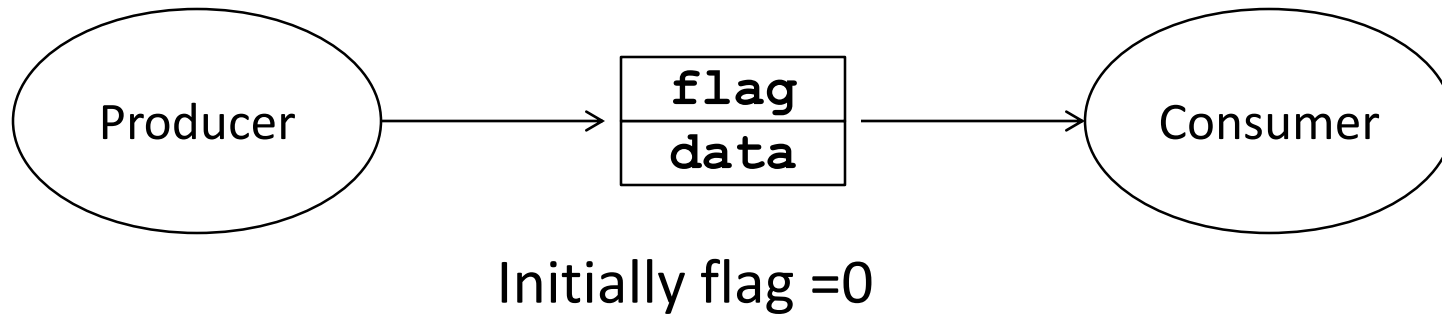 Producer
flag
data
Consumer
Initially flag =0